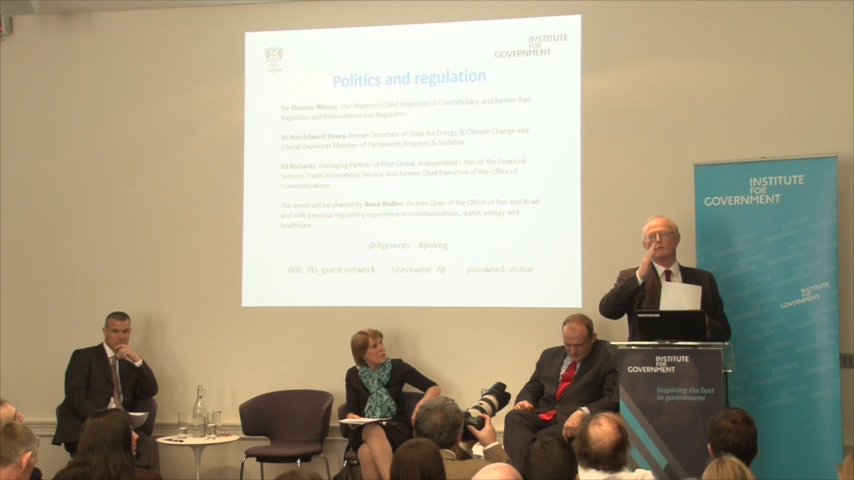 INSTITUTE
FOR
GOVERNMENT
Politics and regulation
Sir Thomas Winsor, Her Majesty's Chief Inspector of Constabulary, and former Rail
Regulator and International Rail Regulator
Rt Hon Edward Davey, former Secretary of State for Energy & Climate Change and
Liberal Democrat Member of Parliament, Kingston & Surbiton
Ed Richards, Managing Partner of Flint Global, Independent Chair of the Financial
Services Trade Associations Review, and former Chief Executive of the Office of
Communications.
The event will be chaired by Anna Walker, former Chair of the Office of Rail and Road
and with previous regulatory experience in communications, water, energy and
healthcare.
@ifgevents #polreg
Wifi: IfG_guest network Username: ifg password: visitor
INSTITUTE
FOR
GOVERNMENT
INSTITUTE
FOR
GOVERNMENT
INSTITUTE
FOR
GOVERNMENT
Inspiring the best
in government